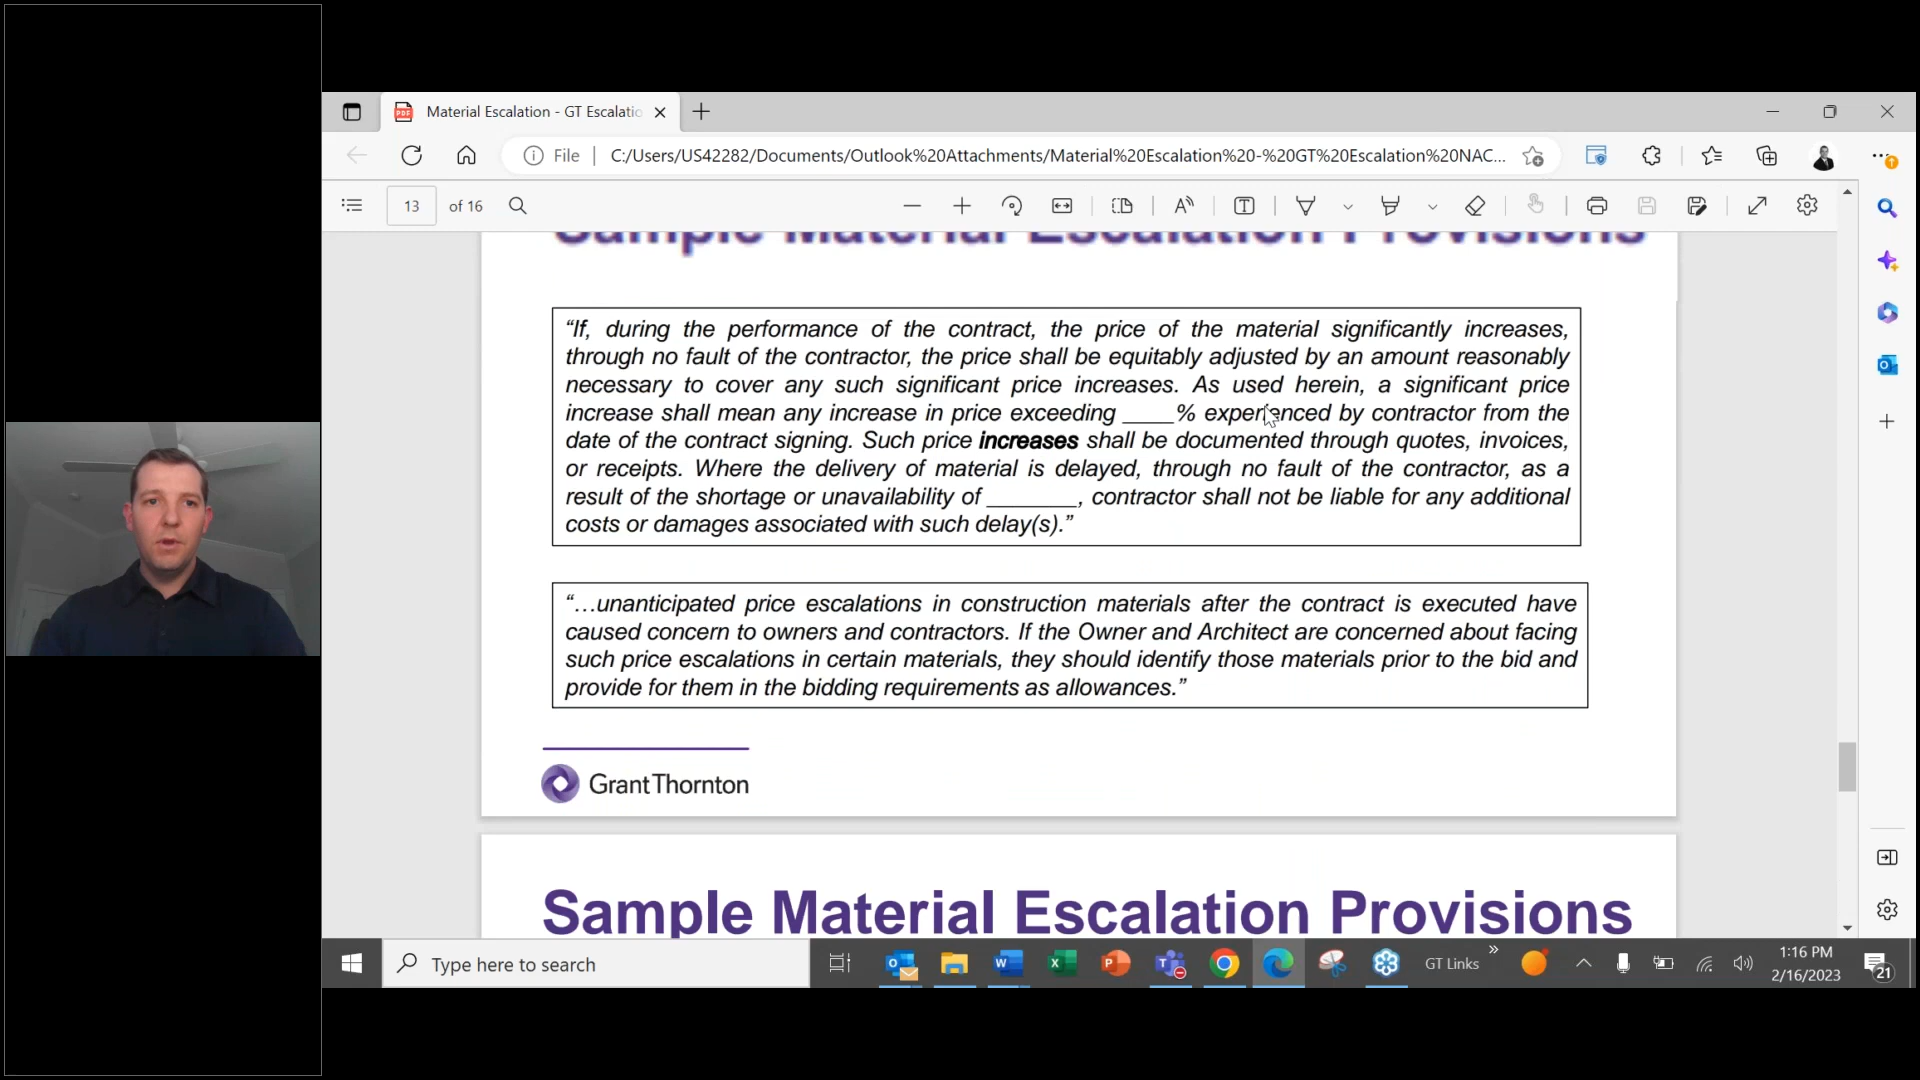 Material Escalation - GT Escalatio
File
C:/Users/US42282/Documents/Outlook%20Attachments/Material%20Escalation%20-%20GT%20Escalation%20NAC...
13 of 16
Sample Material Escalation Provisions
“If, during the performance of the contract, the price of the material significantly increases,
through no fault of the contractor, the price shall be equitably adjusted by an amount reasonably
necessary to cover any such significant price increases. As used herein, a significant price
increase shall mean any increase in price exceeding ____% experienced by contractor from the
date of the contract signing. Such price increases shall be documented through quotes, invoices,
or receipts. Where the delivery of material is delayed, through no fault of the contractor, as a
result of the shortage or unavailability of _______, contractor shall not be liable for any additional
costs or damages associated with such delay(s).”
“…unanticipated price escalations in construction materials after the contract is executed have
caused concern to owners and contractors. If the Owner and Architect are concerned about facing
such price escalations in certain materials, they should identify those materials prior to the bid and
provide for them in the bidding requirements as allowances.”
GrantThornton
Sample Material Escalation Provisions
Type here to search
GT Links
1:16 PM
2/16/2023
21